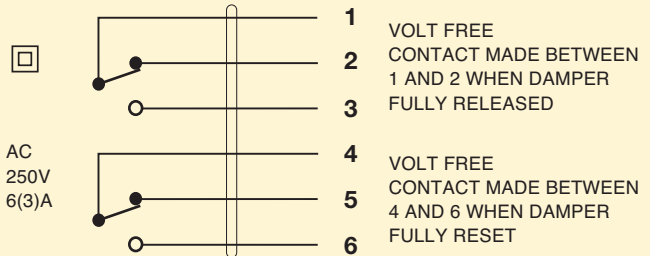 1
VOLT FREE
2
CONTACT MADE BETWEEN
1 AND 2 WHEN DAMPER
3
FULLY RELEASED
AC
250V
6(3)A
4
VOLT FREE
5
CONTACT MADE BETWEEN
4 AND 6 WHEN DAMPER
6
FULLY RESET